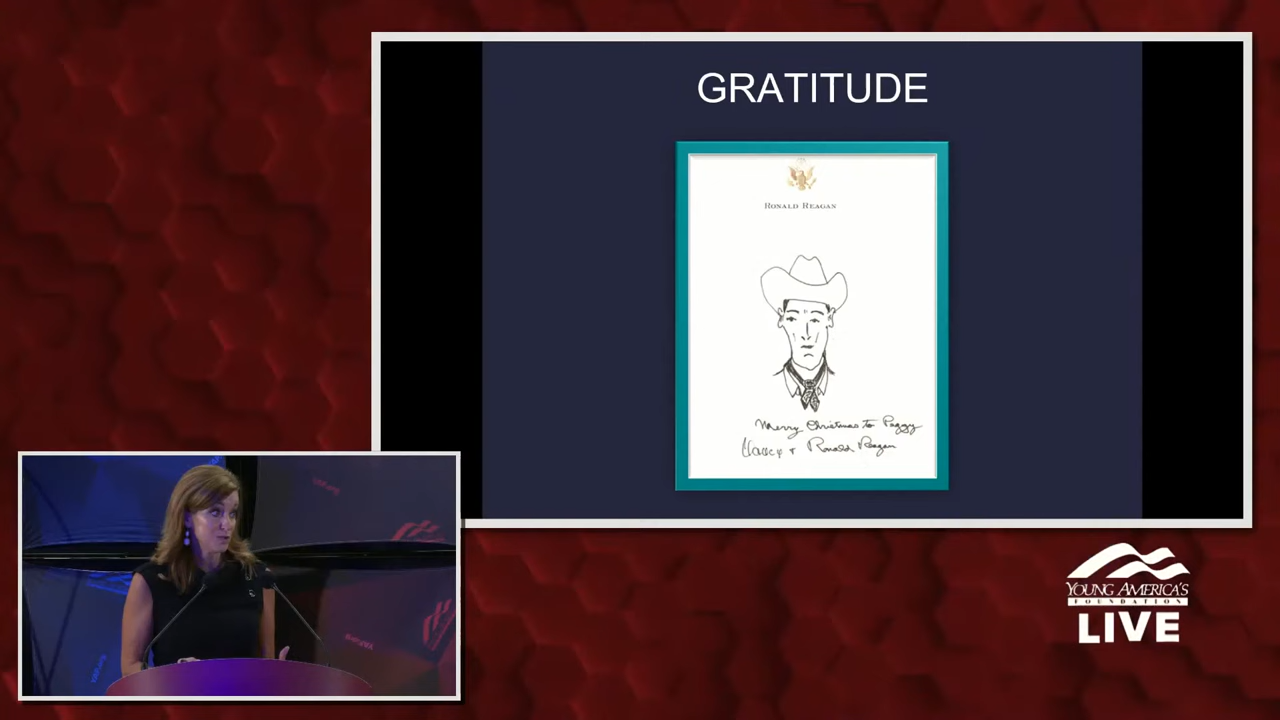 GRATITUDE
RONALD REAGAN
Merry Christmas to Peggy
Nancy & Ronald Reagan
YOUNG AMERICA'S
FOUNDATION
LIVE